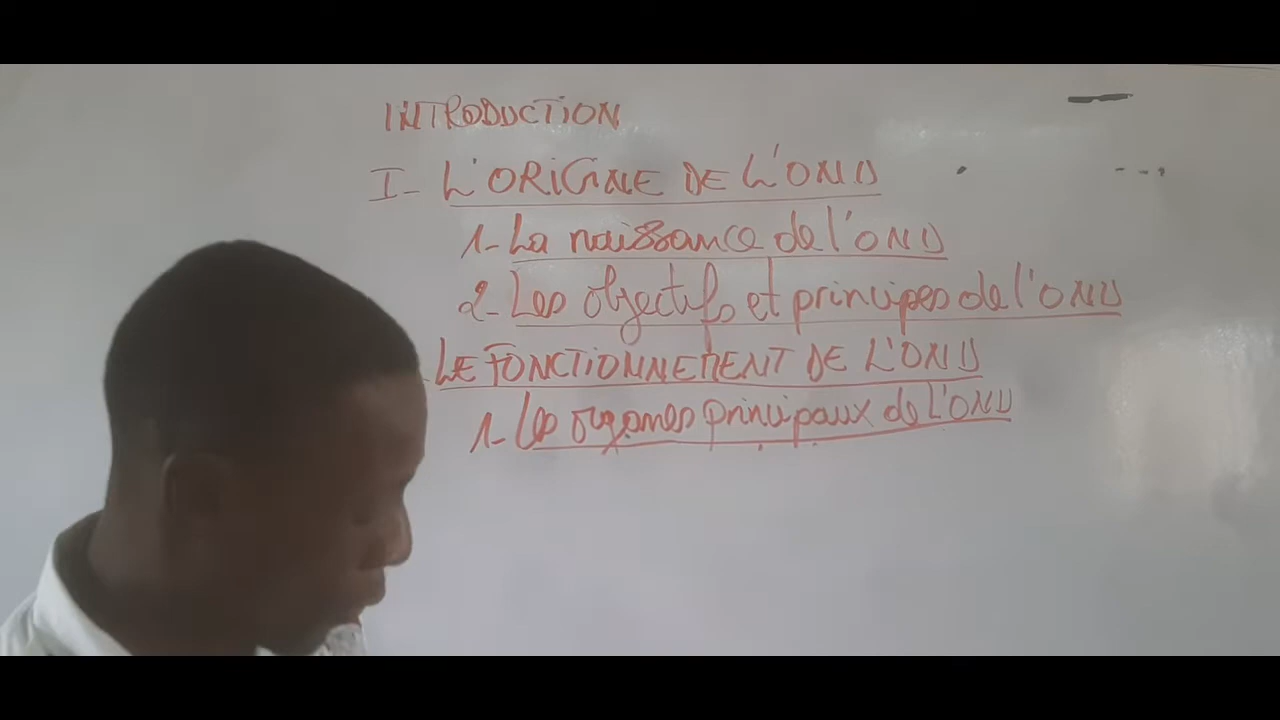 INTRODUCTION
I- L'ORIGINE DE L'ONU
1- La naissance de l'ONU
2- Les objectifs et principes de l'ONU
LE FONCTIONNEMENT DE L'ONU
1- Les organes principaux de L'ONU